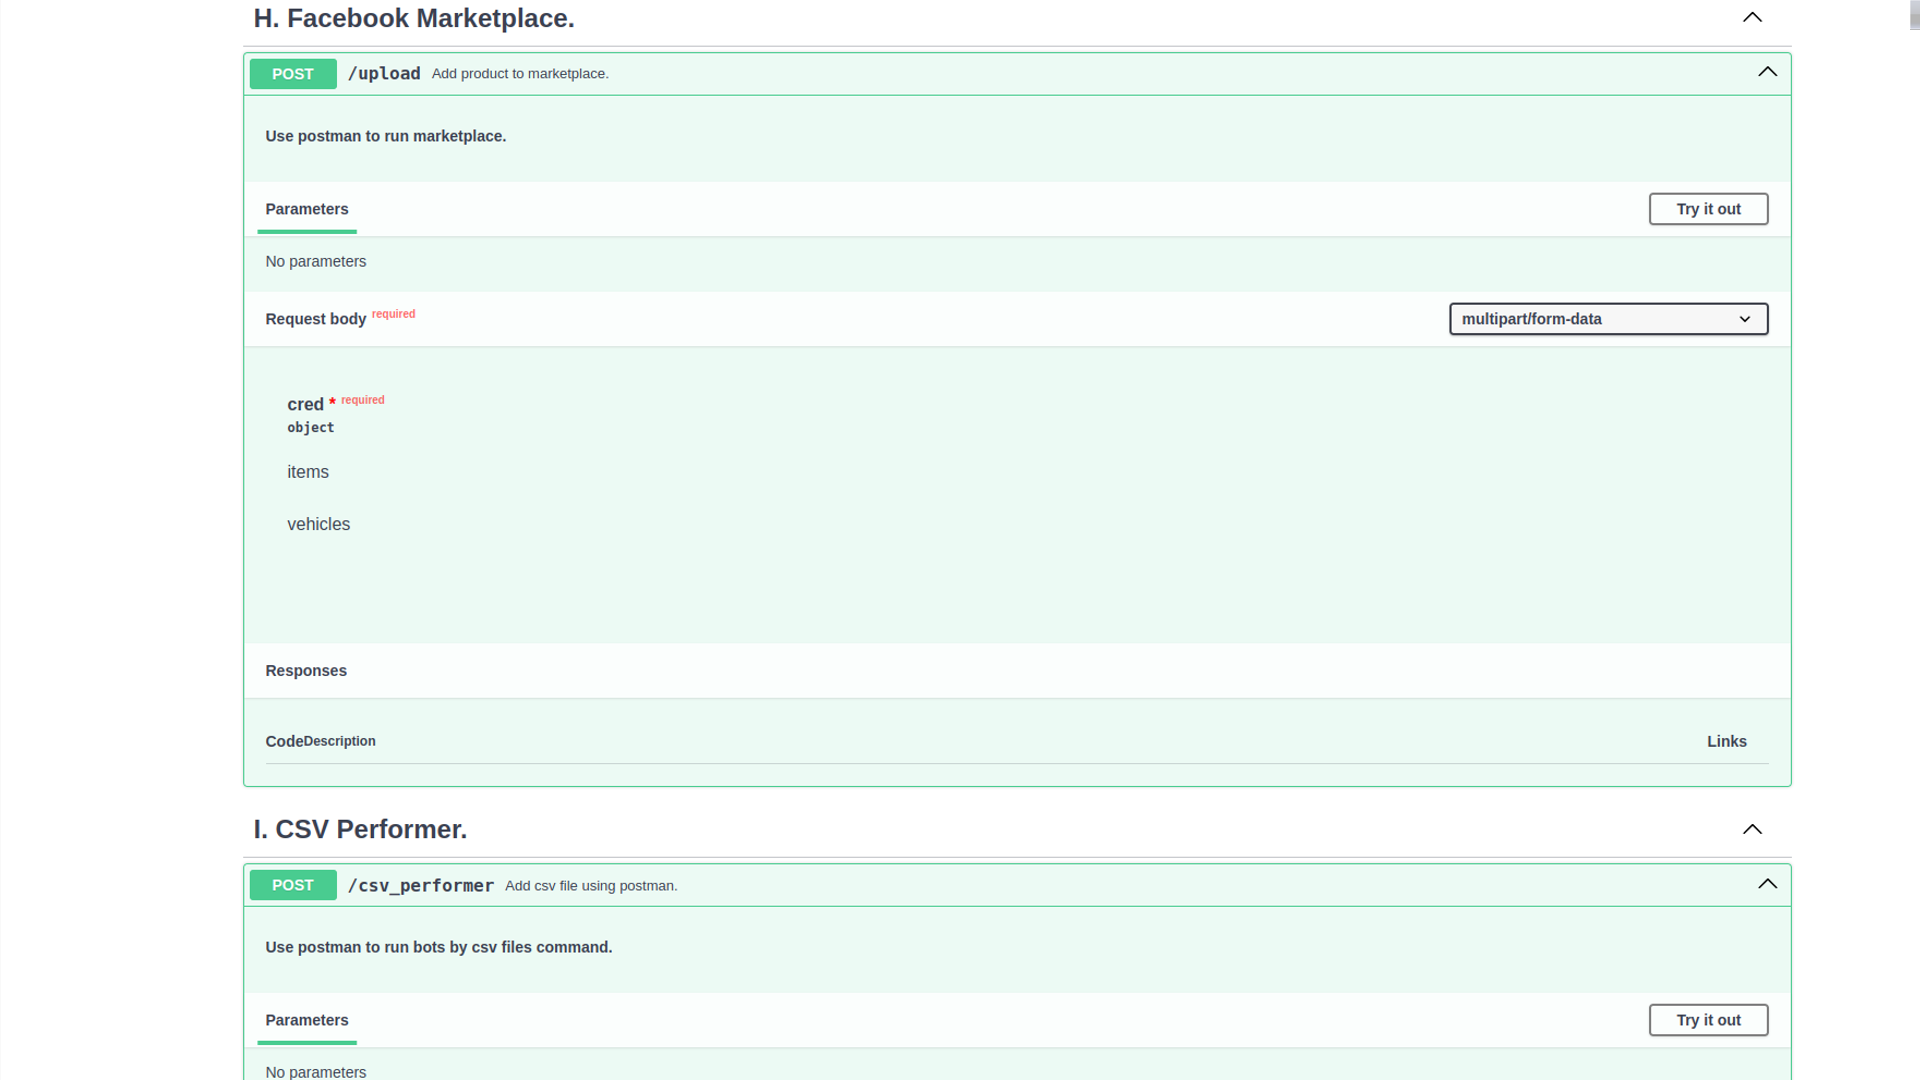 H. Facebook Marketplace.
POST /upload Add product to marketplace.
Use postman to run marketplace.
Parameters Try it out
No parameters
Request body required multipart/form-data
cred * required
object
items
vehicles
Responses
Code Description Links
I. CSV Performer.
POST /csv_performer Add csv file using postman.
Use postman to run bots by csv files command.
Parameters Try it out
No parameters